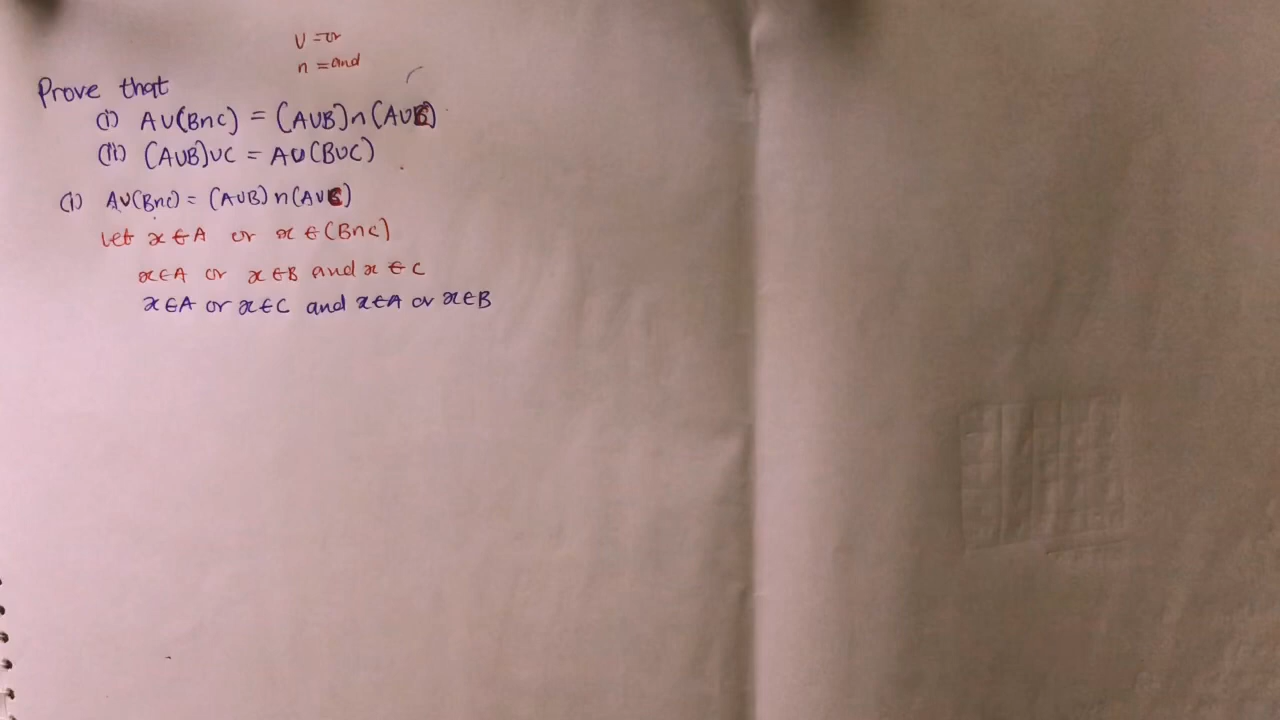 U = or
n = and
Prove that
(i) AU(BnC) = (AUB)n(AUC)
(ii) (AUB)UC = AU(BUC)
(i) AU(BnC) = (AUB)n(AUC)
Let x ∈ A or x ∈ (BnC)
x ∈ A or x ∈ B and x ∈ C
x ∈ A or x ∈ C and x ∈ A or x ∈ B